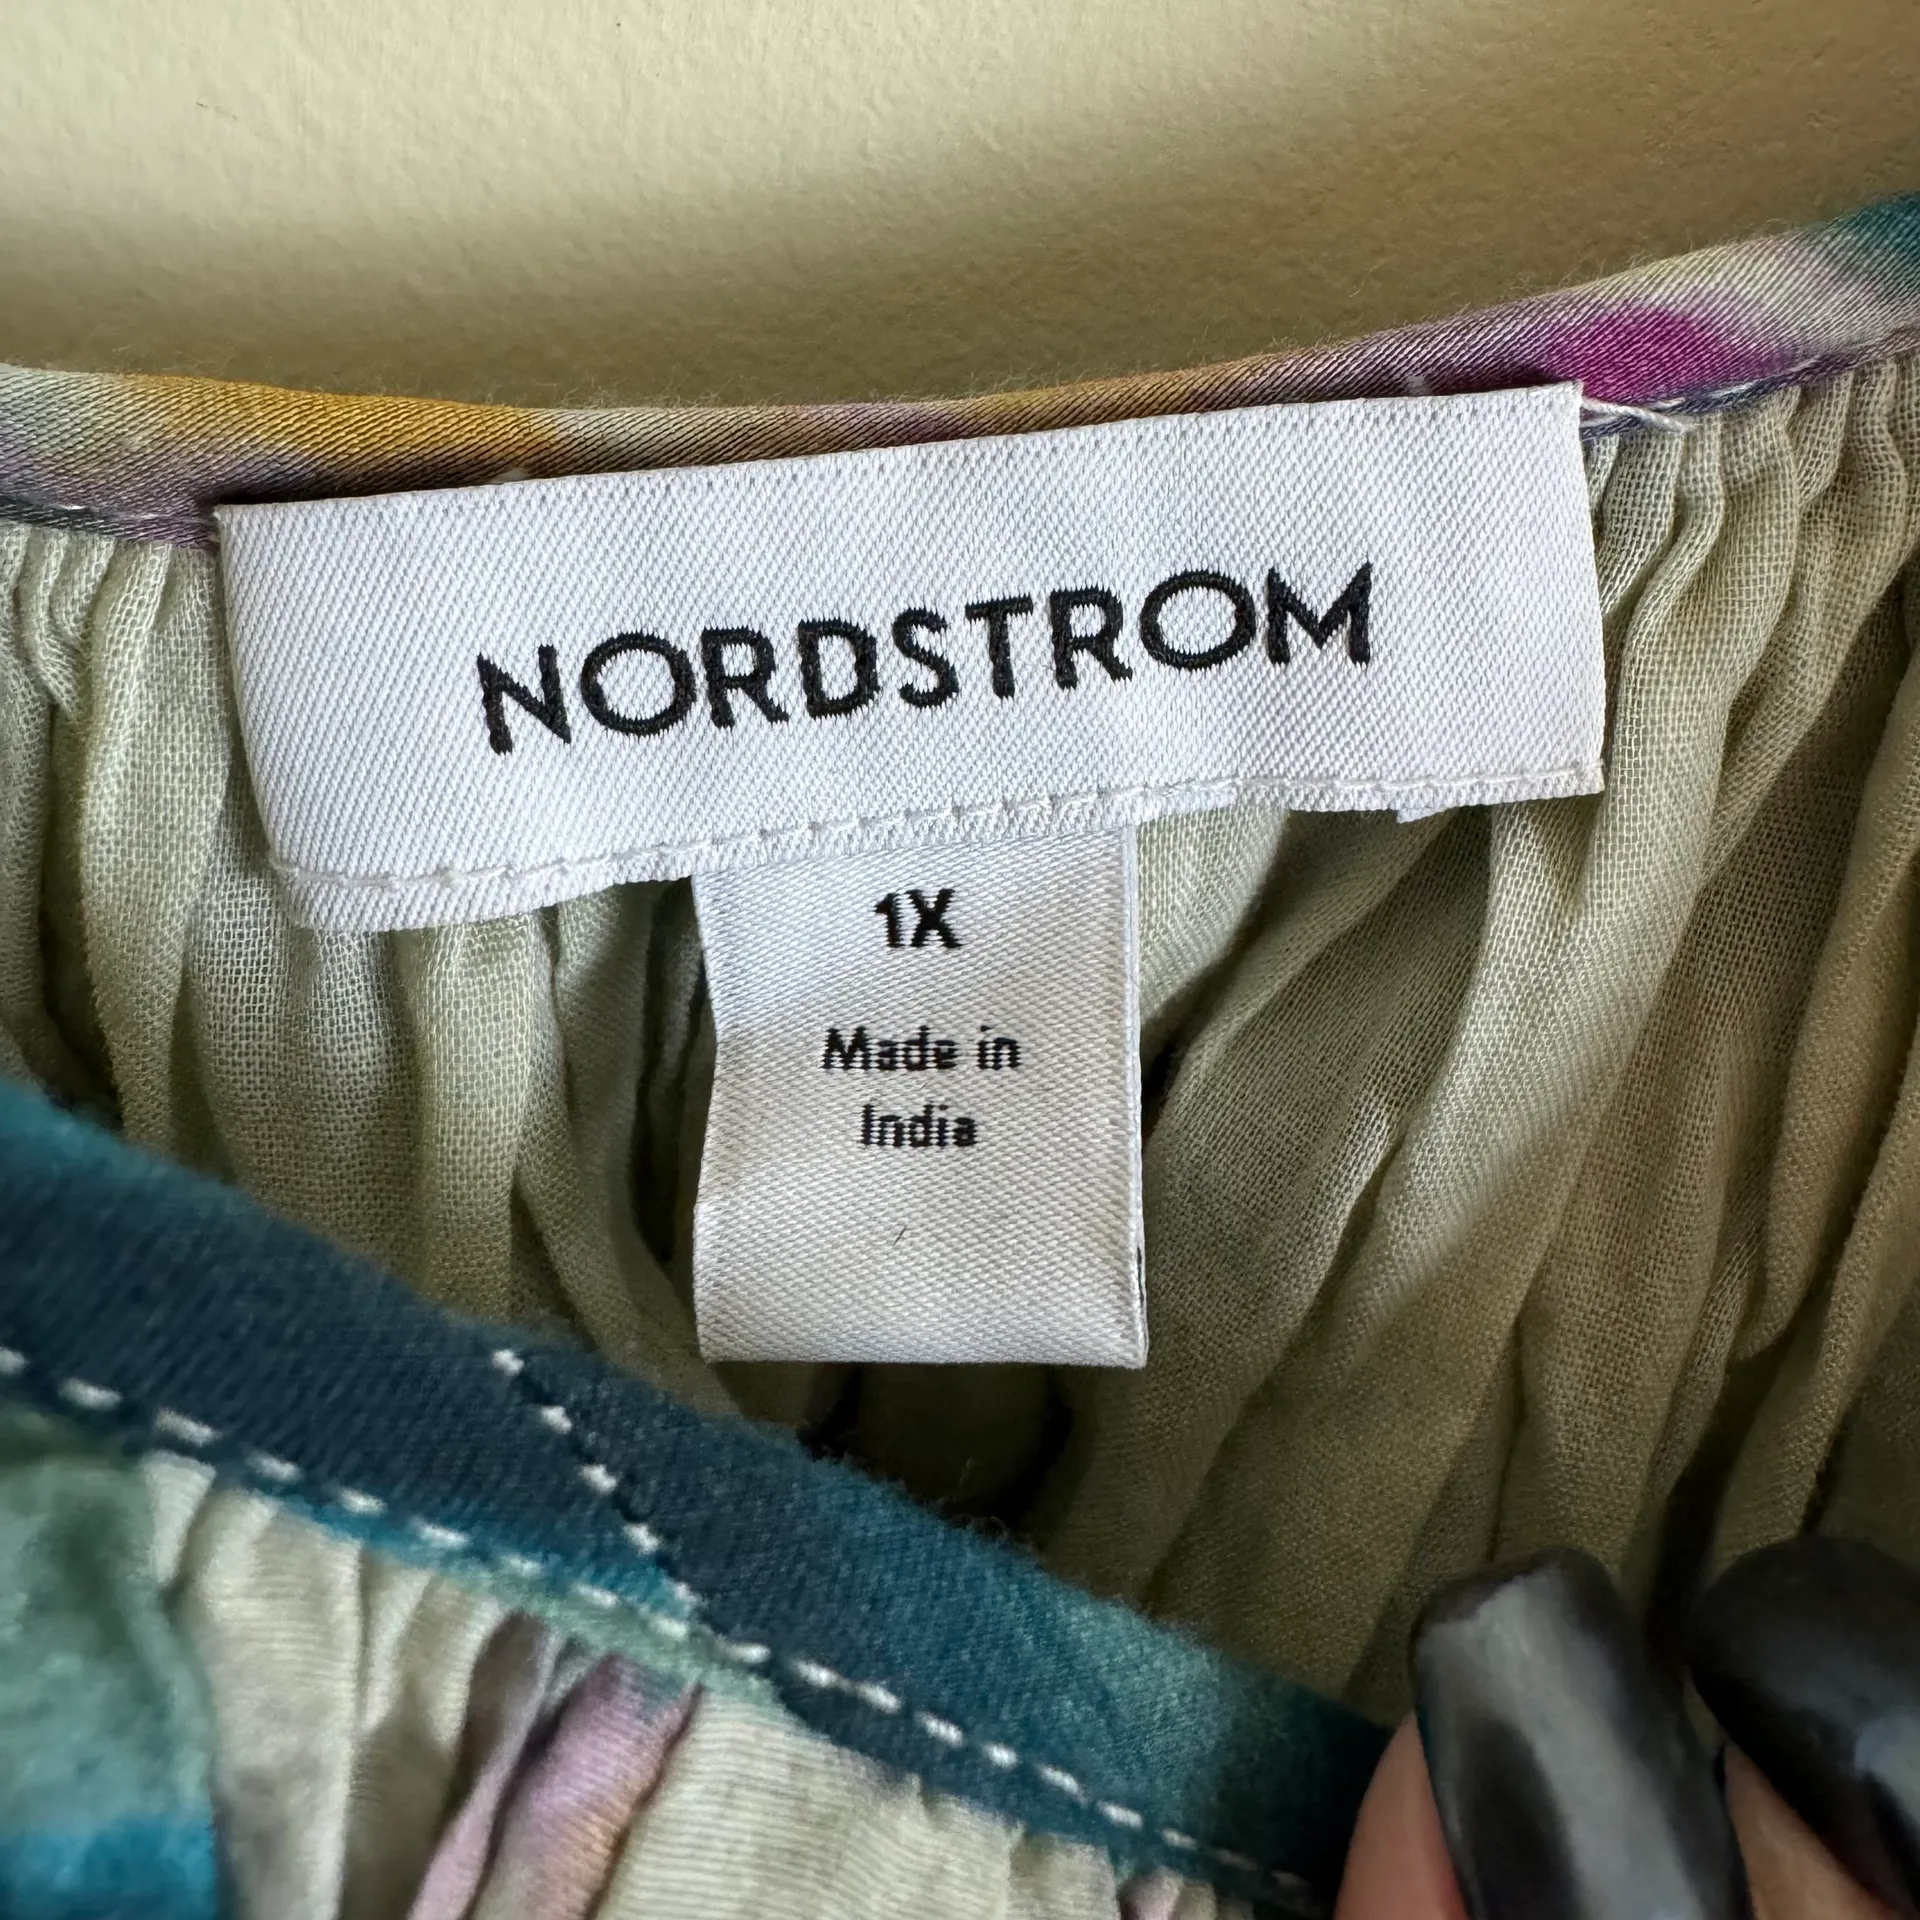 NORDSTROM
1X
Made in
India